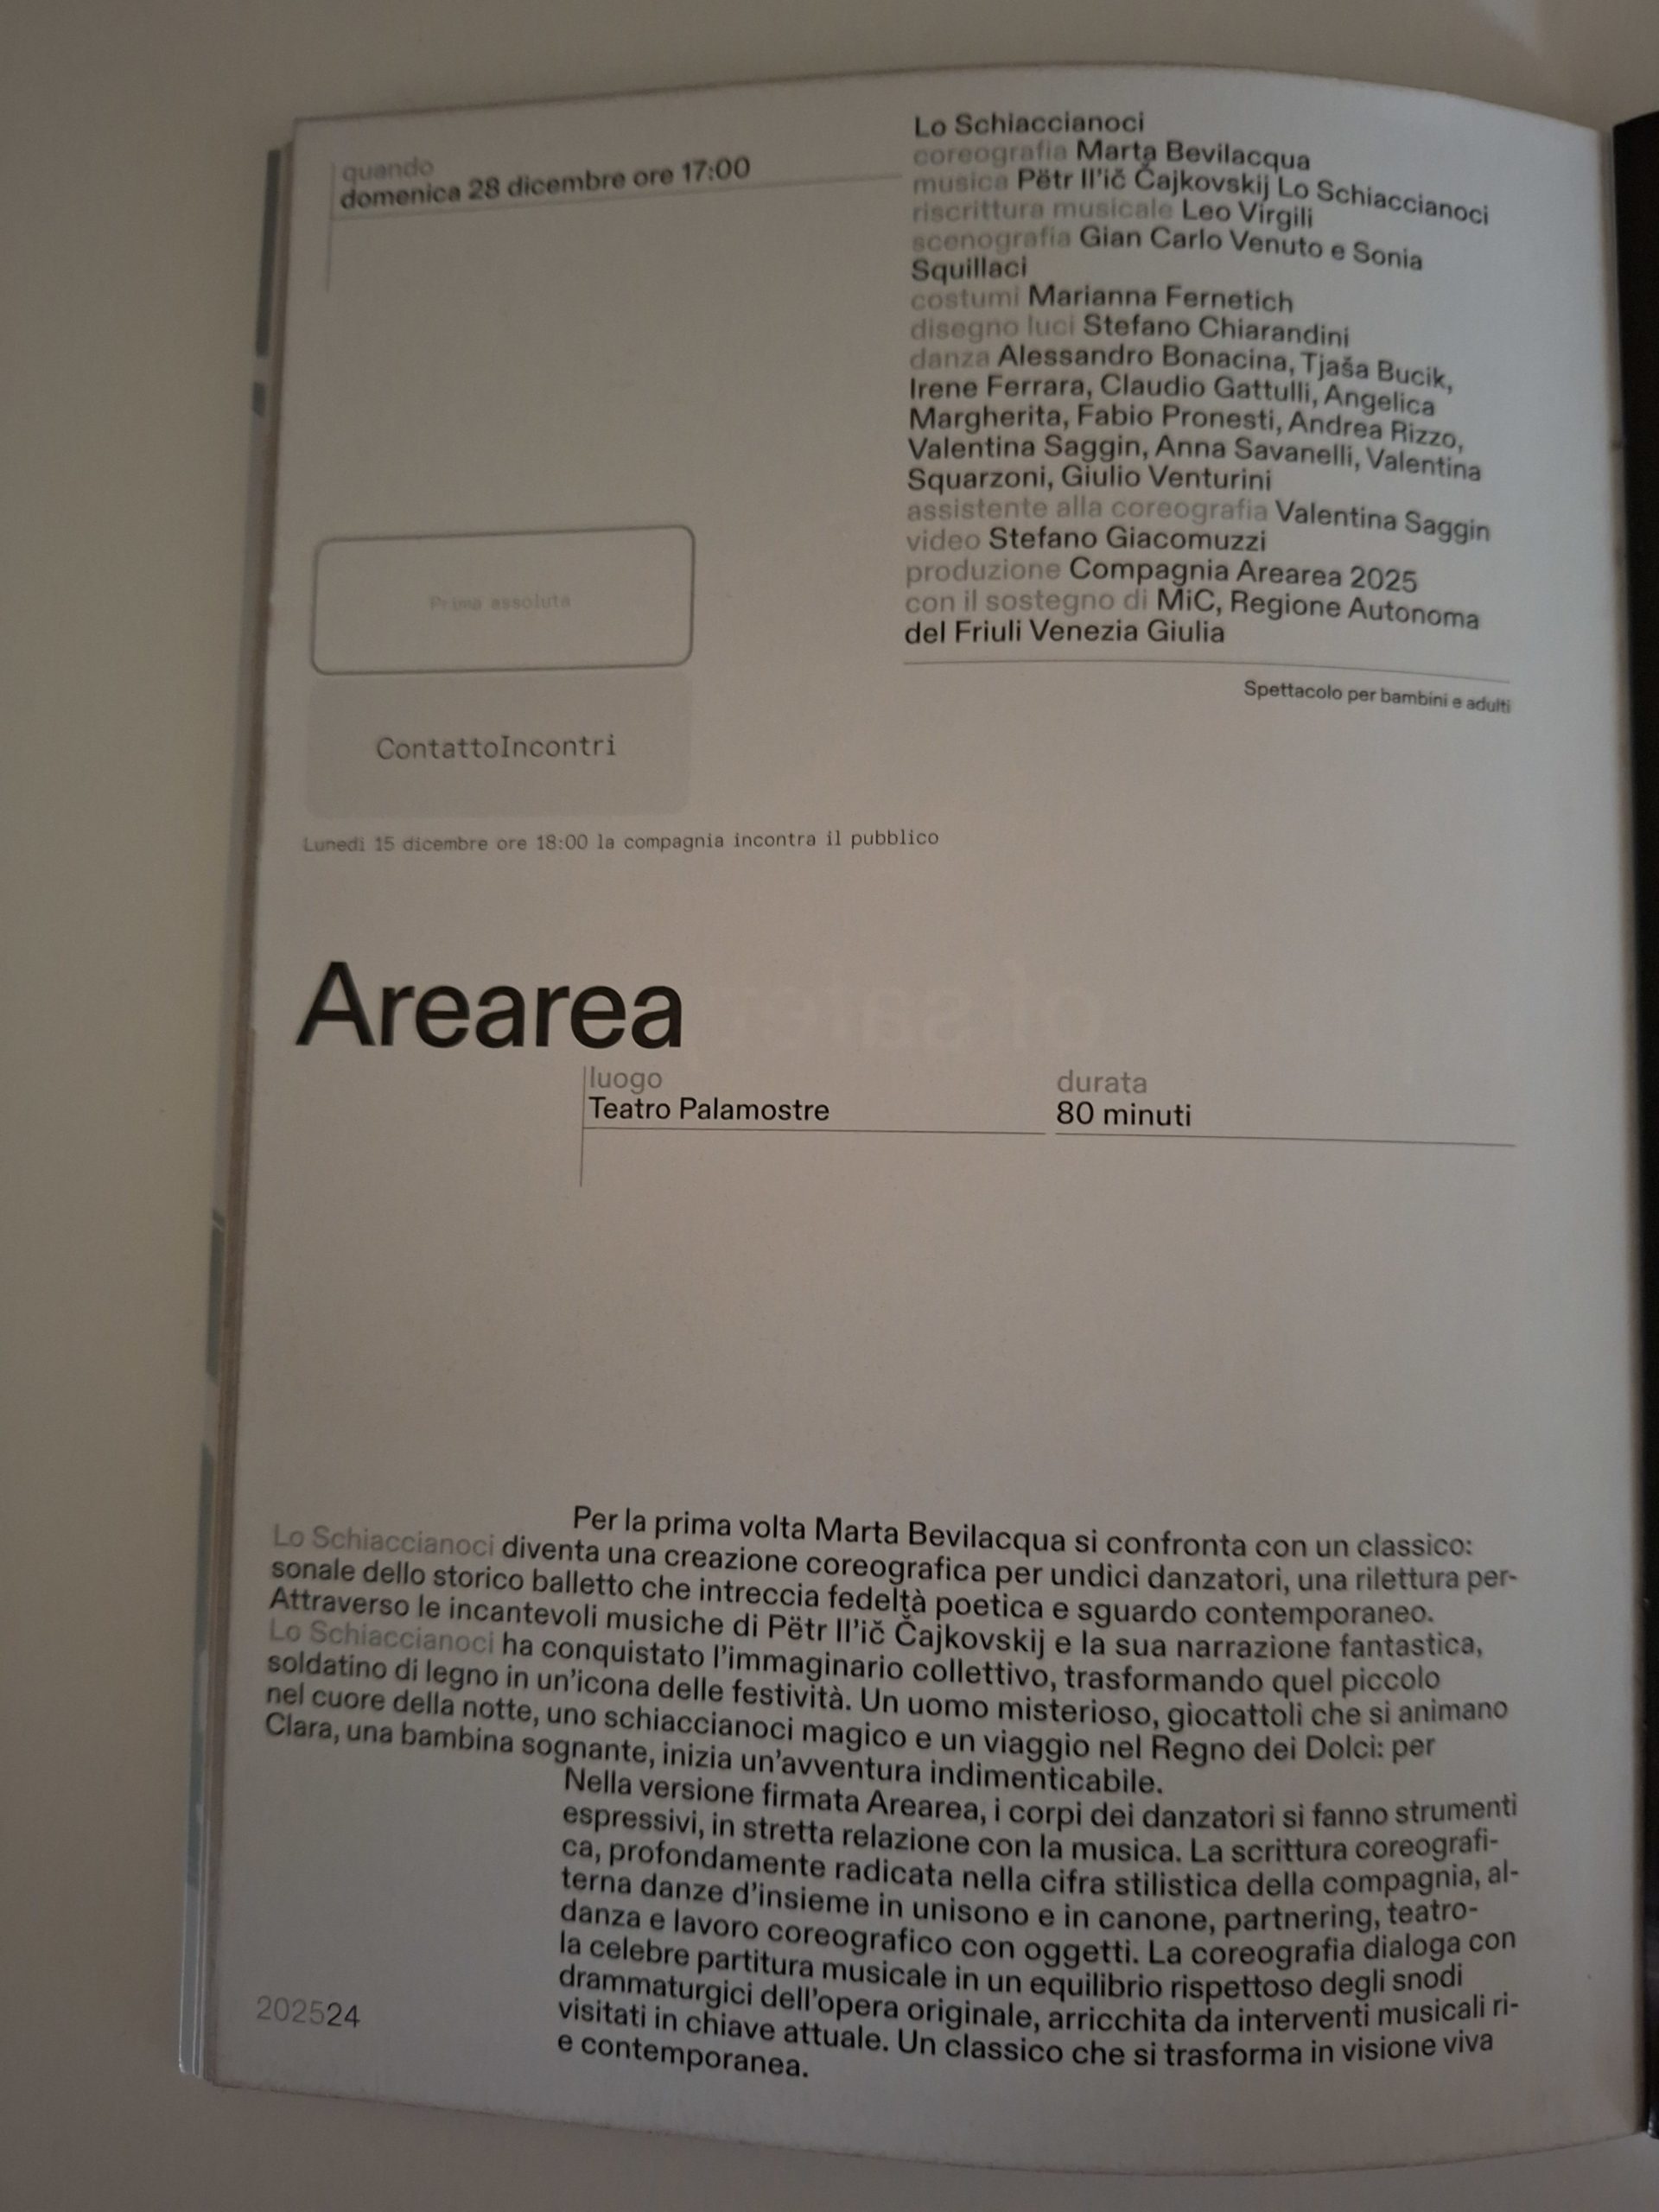 quando
domenica 28 dicembre ore 17:00
Lo Schiaccianoci
coreografia Marta Bevilacqua
musica Pëtr Il'ič Čajkovskij Lo Schiaccianoci
riscrittura musicale Leo Virgili
scenografia Gian Carlo Venuto e Sonia
Squillaci
costumi Marianna Fernetich
disegno luci Stefano Chiarandini
danza Alessandro Bonacina, Tjaša Bucik,
Irene Ferrara, Claudio Gattulli, Angelica
Margherita, Fabio Pronesti, Andrea Rizzo,
Valentina Saggin, Anna Savanelli, Valentina
Squarzoni, Giulio Venturini
assistente alla coreografia Valentina Saggin
video Stefano Giacomuzzi
produzione Compagnia Arearea 2025
con il sostegno di MiC, Regione Autonoma
del Friuli Venezia Giulia
Spettacolo per bambini e adulti
Prima assoluta
ContattoIncontri
Lunedì 15 dicembre ore 18:00 la compagnia incontra il pubblico
Arearea
luogo
Teatro Palamostre
durata
80 minuti
Per la prima volta Marta Bevilacqua si confronta con un classico:
Lo Schiaccianoci diventa una creazione coreografica per undici danzatori, una rilettura per-
sonale dello storico balletto che intreccia fedeltà poetica e sguardo contemporaneo.
Attraverso le incantevoli musiche di Pëtr Il'ič Čajkovskij e la sua narrazione fantastica,
Lo Schiaccianoci ha conquistato l'immaginario collettivo, trasformando quel piccolo
soldatino di legno in un'icona delle festività. Un uomo misterioso, giocattoli che si animano
nel cuore della notte, uno schiaccianoci magico e un viaggio nel Regno dei Dolci: per
Clara, una bambina sognante, inizia un'avventura indimenticabile.
Nella versione firmata Arearea, i corpi dei danzatori si fanno strumenti
espressivi, in stretta relazione con la musica. La scrittura coreografi-
ca, profondamente radicata nella cifra stilistica della compagnia, al-
terna danze d'insieme in unisono e in canone, partnering, teatro-
danza e lavoro coreografico con oggetti. La coreografia dialoga con
la celebre partitura musicale in un equilibrio rispettoso degli snodi
drammaturgici dell'opera originale, arricchita da interventi musicali ri-
visitati in chiave attuale. Un classico che si trasforma in visione viva
e contemporanea.
202524